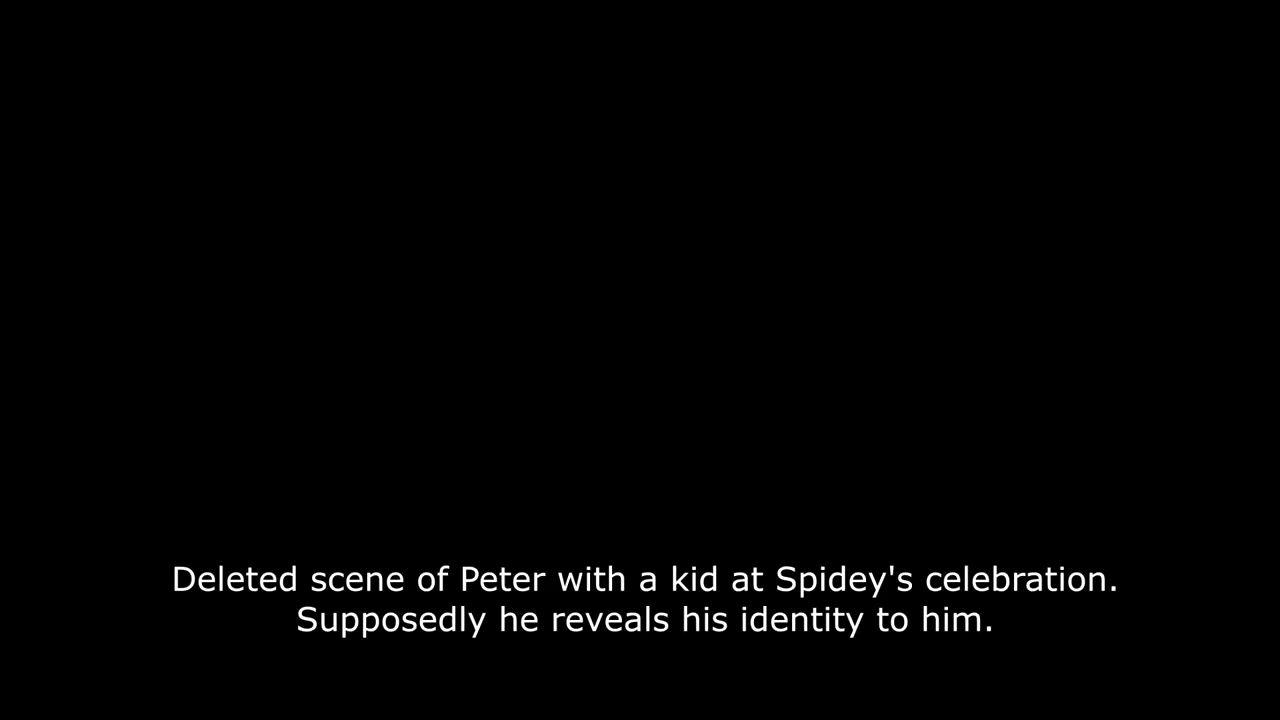 Deleted scene of Peter with a kid at Spidey's celebration.
Supposedly he reveals his identity to him.